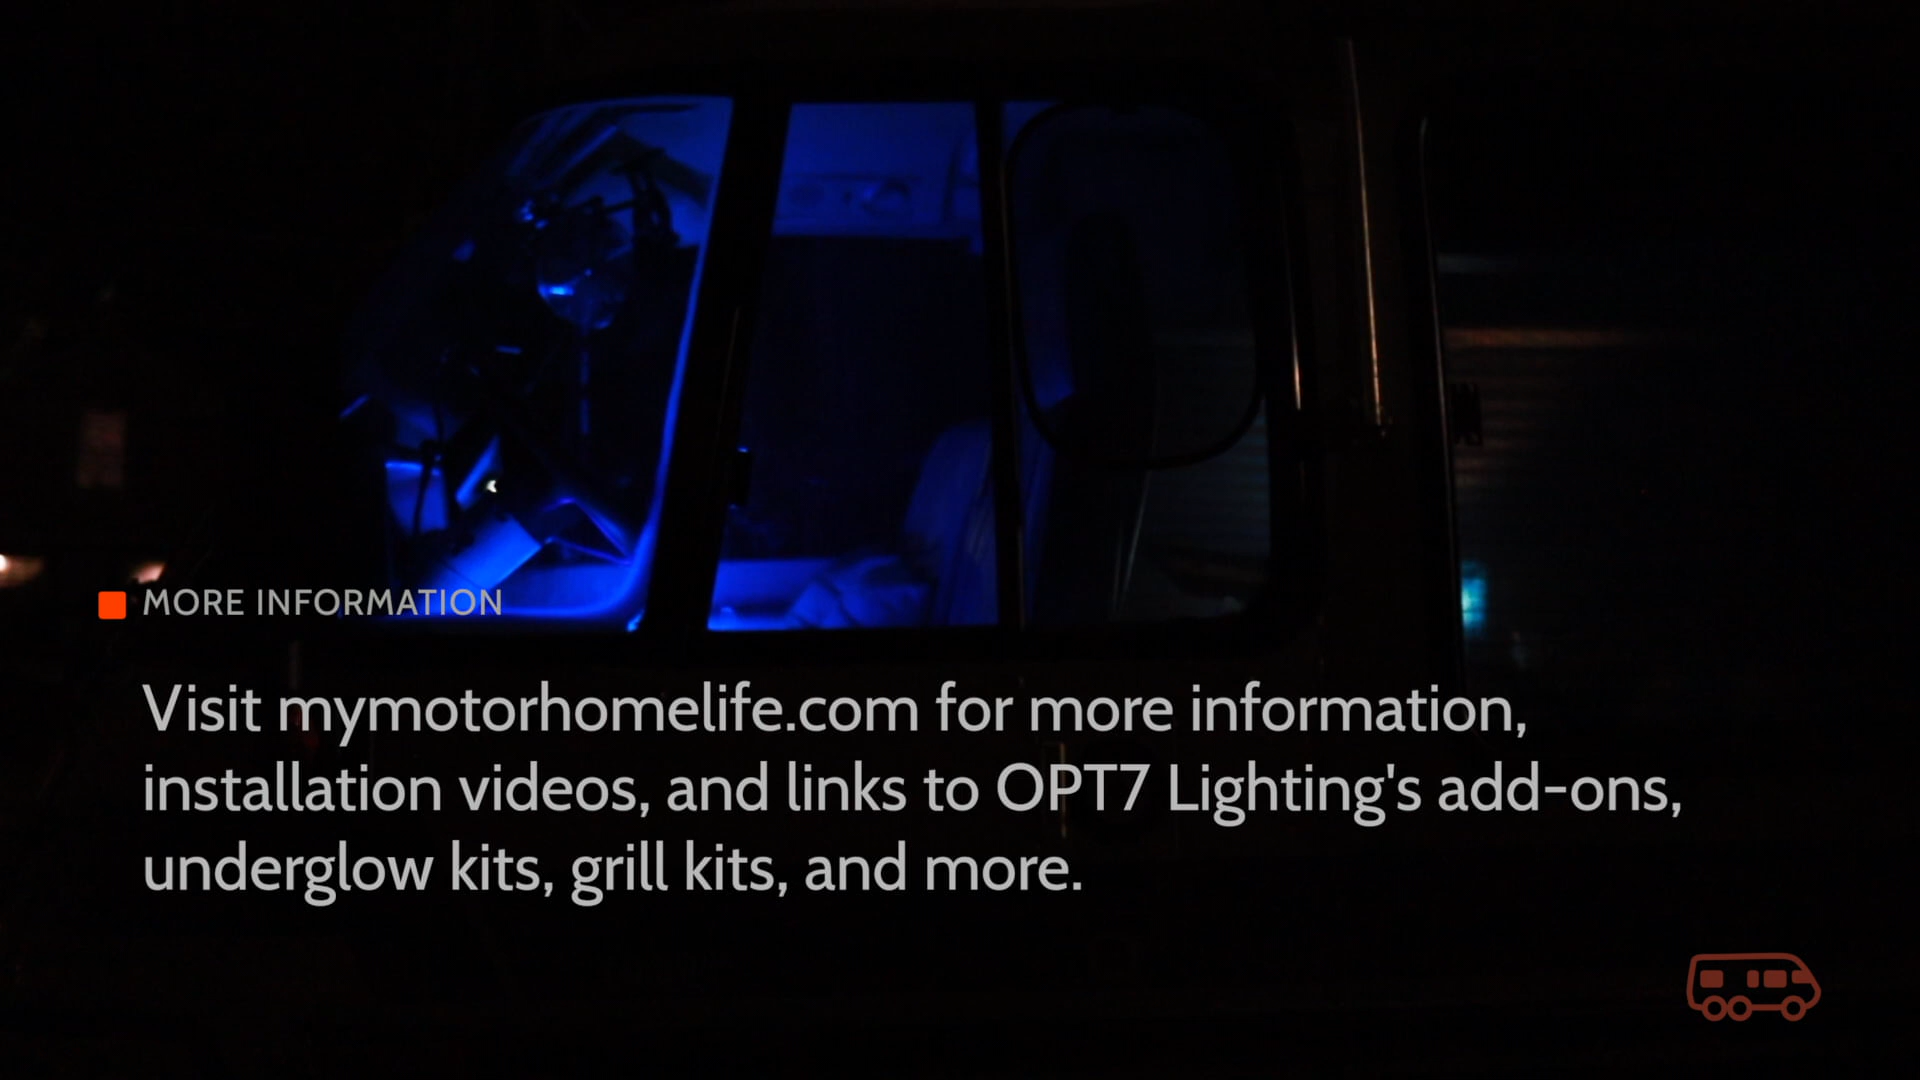 MORE INFORMATION
Visit mymotorhomelife.com for more information,
installation videos, and links to OPT7 Lighting's add-ons,
underglow kits, grill kits, and more.